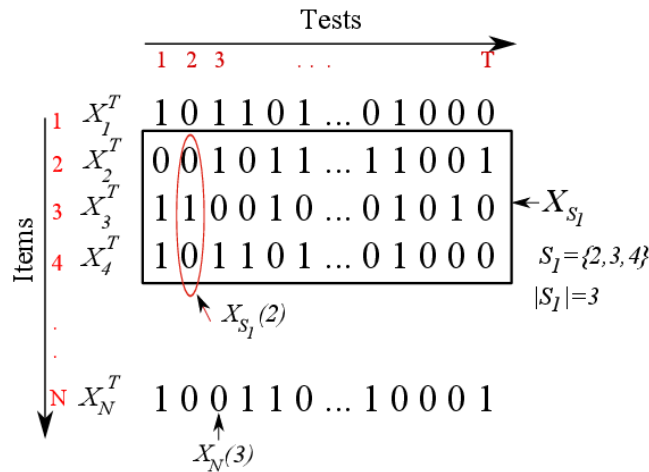 Tests
1 2 3 . . . T
1 X_1^T 1 0 1 1 0 1 ... 0 1 0 0 0
2 X_2^T 0 0 1 0 1 1 ... 1 1 0 0 1
3 X_3^T 1 1 0 0 1 0 ... 0 1 0 1 0
4 X_4^T 1 0 1 1 0 1 ... 0 1 0 0 0
Items
X_{S_1}
S_1={2,3,4}
|S_1|=3
X_{S_1}(2)
.
.
N X_N^T 1 0 0 1 1 0 ... 1 0 0 0 1
X_N(3)